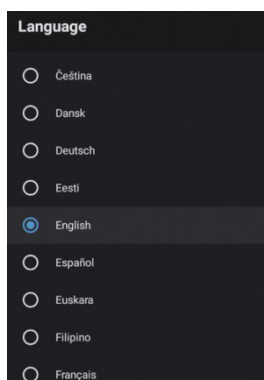 Language
Čeština
Dansk
Deutsch
Eesti
English
Español
Euskara
Filipino
Français